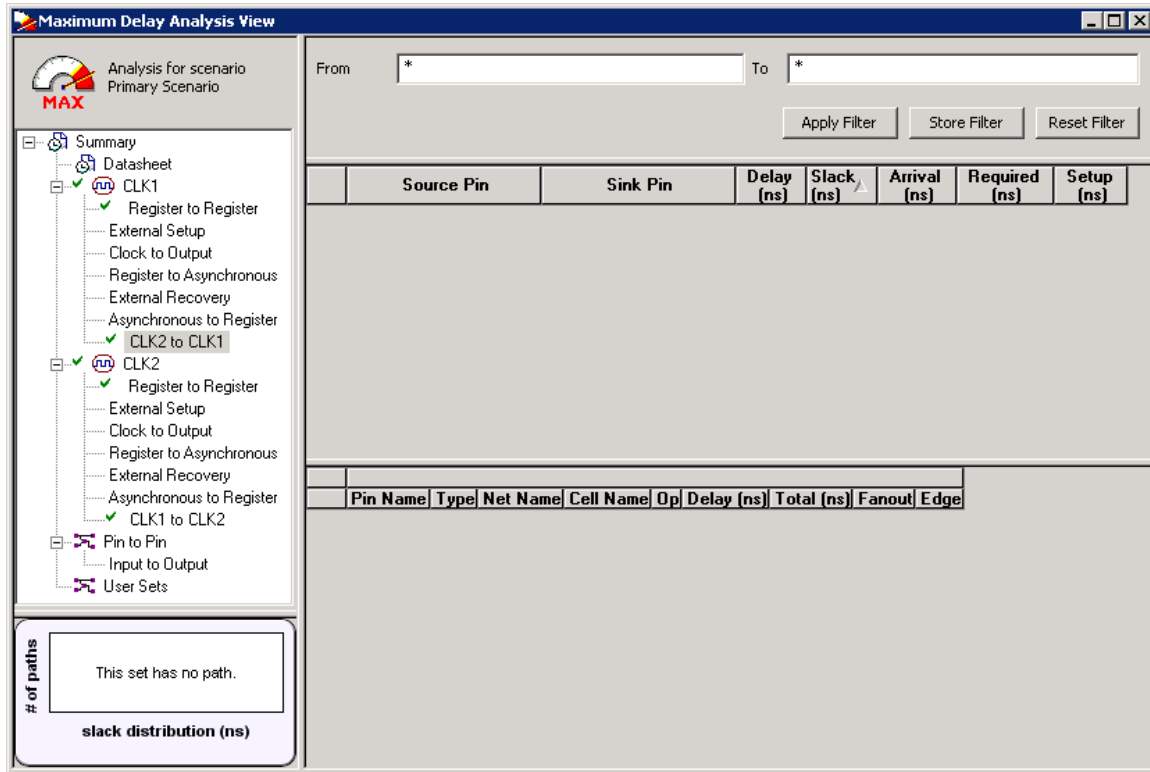 Maximum Delay Analysis View
Analysis for scenario
Primary Scenario
MAX
Summary
Datasheet
CLK1
Register to Register
External Setup
Clock to Output
Register to Asynchronous
External Recovery
Asynchronous to Register
CLK2 to CLK1
CLK2
Register to Register
External Setup
Clock to Output
Register to Asynchronous
External Recovery
Asynchronous to Register
CLK1 to CLK2
Pin to Pin
Input to Output
User Sets
# of paths
This set has no path.
slack distribution (ns)
From * To *
Apply Filter Store Filter Reset Filter
Source Pin Sink Pin Delay (ns) Slack (ns) Arrival (ns) Required (ns) Setup (ns)
Pin Name Type Net Name Cell Name Op Delay (ns) Total (ns) Fanout Edge